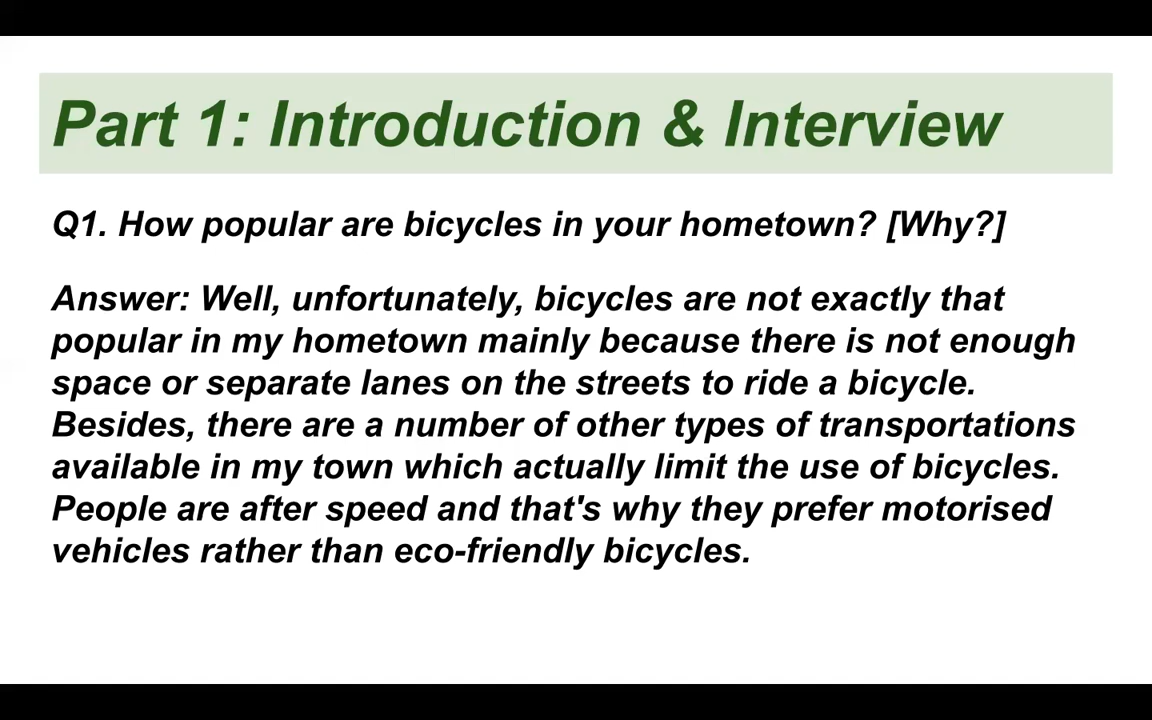 Part 1: Introduction & Interview
Q1. How popular are bicycles in your hometown? [Why?]
Answer: Well, unfortunately, bicycles are not exactly that
popular in my hometown mainly because there is not enough
space or separate lanes on the streets to ride a bicycle.
Besides, there are a number of other types of transportations
available in my town which actually limit the use of bicycles.
People are after speed and that's why they prefer motorised
vehicles rather than eco-friendly bicycles.